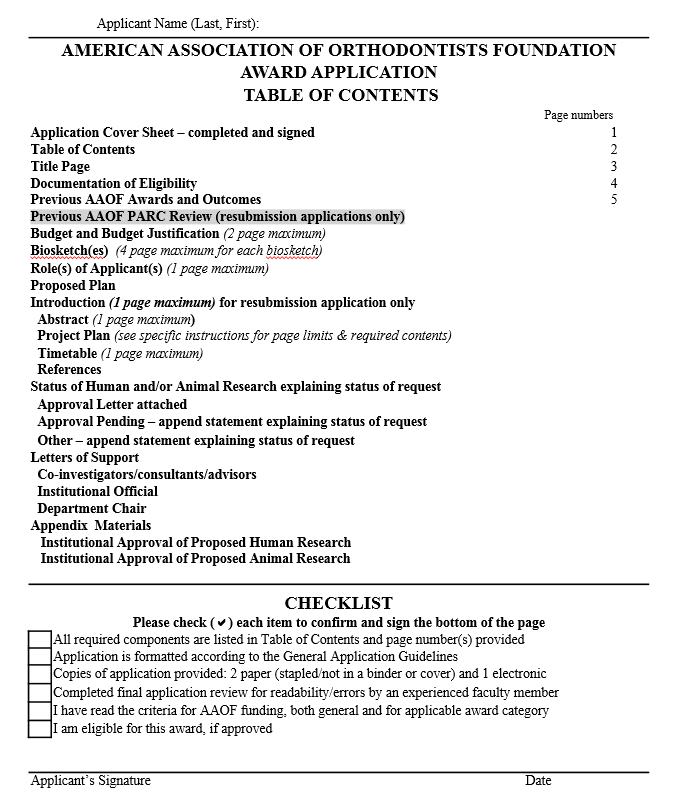 Applicant Name (Last, First):
AMERICAN ASSOCIATION OF ORTHODONTISTS FOUNDATION
AWARD APPLICATION
TABLE OF CONTENTS
Page numbers
Application Cover Sheet – completed and signed 1
Table of Contents 2
Title Page 3
Documentation of Eligibility 4
Previous AAOF Awards and Outcomes 5
Previous AAOF PARC Review (resubmission applications only)
Budget and Budget Justification (2 page maximum)
Biosketch(es) (4 page maximum for each biosketch)
Role(s) of Applicant(s) (1 page maximum)
Proposed Plan
Introduction (1 page maximum) for resubmission application only
Abstract (1 page maximum)
Project Plan (see specific instructions for page limits & required contents)
Timetable (1 page maximum)
References
Status of Human and/or Animal Research explaining status of request
Approval Letter attached
Approval Pending – append statement explaining status of request
Other – append statement explaining status of request
Letters of Support
Co-investigators/consultants/advisors
Institutional Official
Department Chair
Appendix Materials
Institutional Approval of Proposed Human Research
Institutional Approval of Proposed Animal Research
CHECKLIST
Please check (✔) each item to confirm and sign the bottom of the page
All required components are listed in Table of Contents and page number(s) provided
Application is formatted according to the General Application Guidelines
Copies of application provided: 2 paper (stapled/not in a binder or cover) and 1 electronic
Completed final application review for readability/errors by an experienced faculty member
I have read the criteria for AAOF funding, both general and for applicable award category
I am eligible for this award, if approved
Applicant’s Signature Date